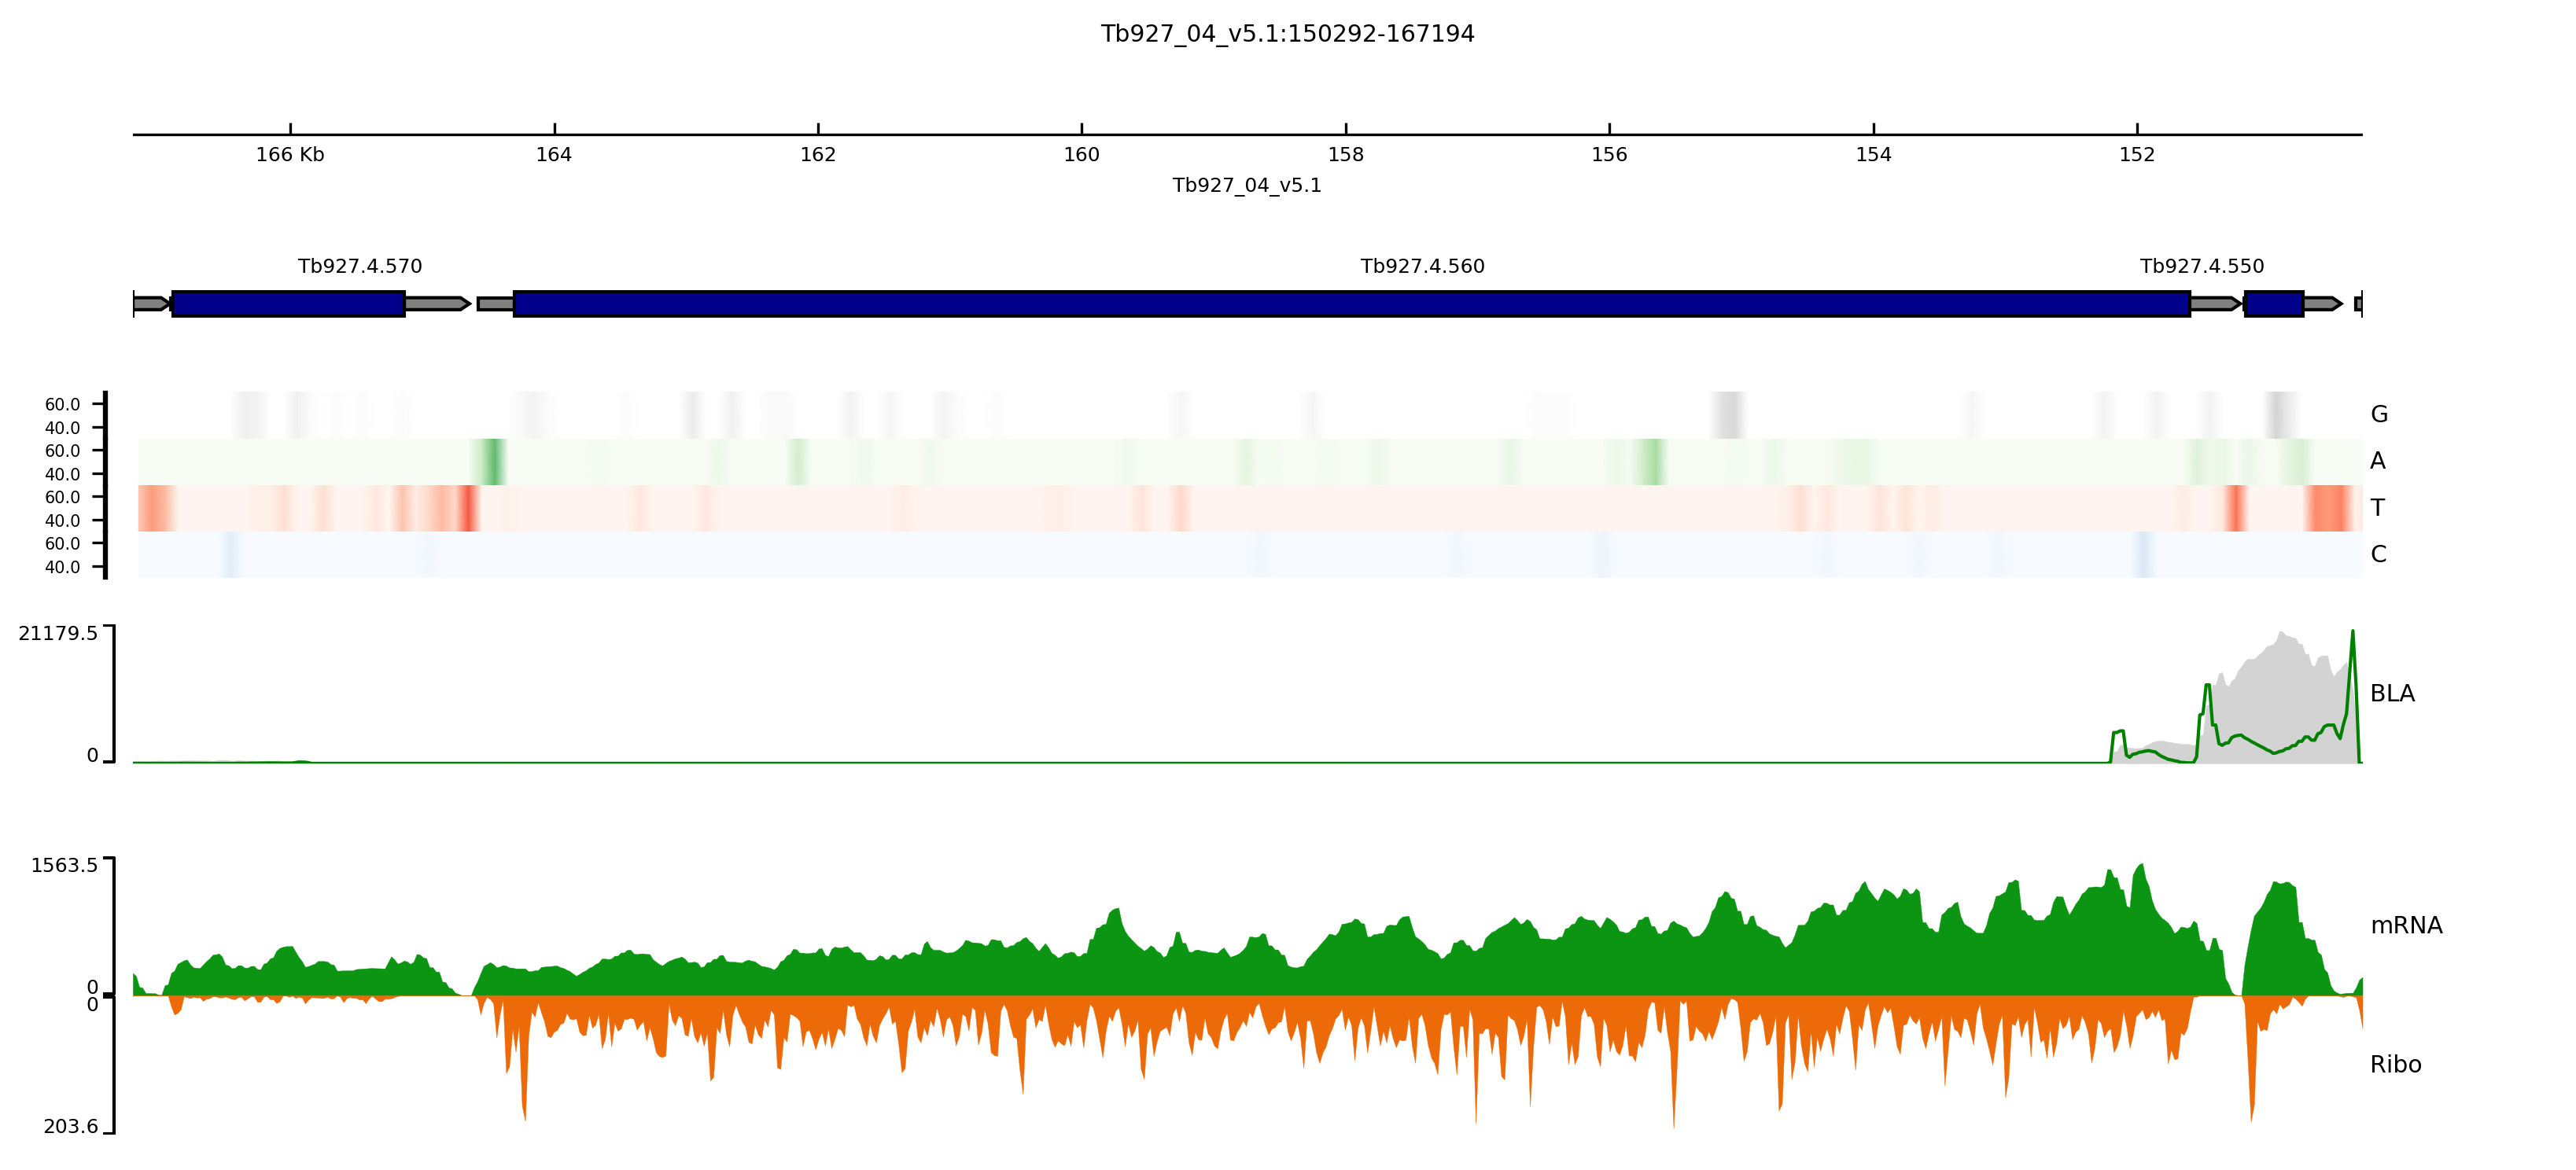 Tb927_04_v5.1:150292-167194
166 Kb 164 162 160 158 156 154 152
Tb927_04_v5.1
Tb927.4.570 Tb927.4.560 Tb927.4.550
60.0
40.0
G
60.0
40.0
A
60.0
40.0
T
60.0
40.0
C
21179.5
0
BLA
1563.5
0
mRNA
0
203.6
Ribo